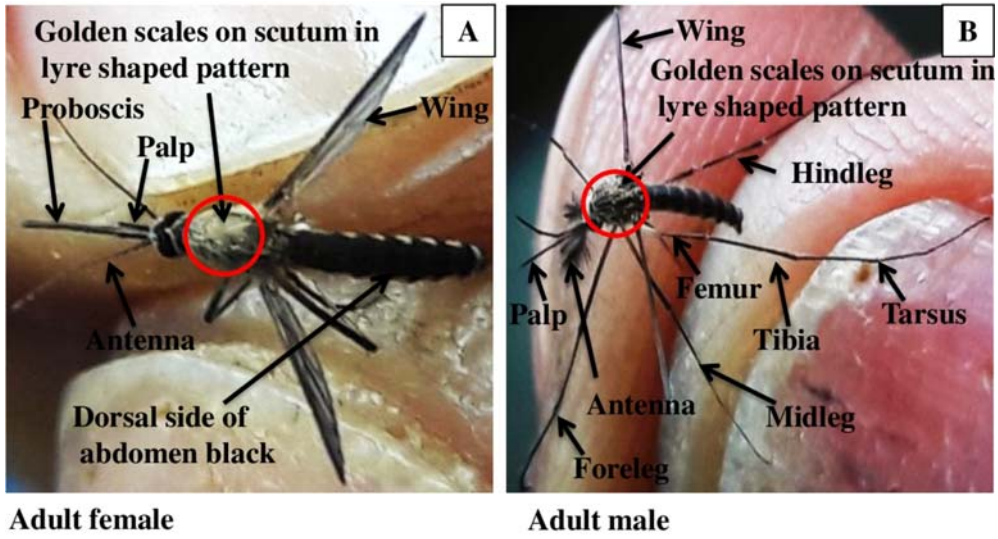 A
Golden scales on scutum in
lyre shaped pattern
Proboscis
Wing
Palp
Antenna
Dorsal side of
abdomen black
Adult female
B
Wing
Golden scales on scutum in
lyre shaped pattern
Hindleg
Palp
Femur
Tarsus
Tibia
Antenna
Midleg
Foreleg
Adult male